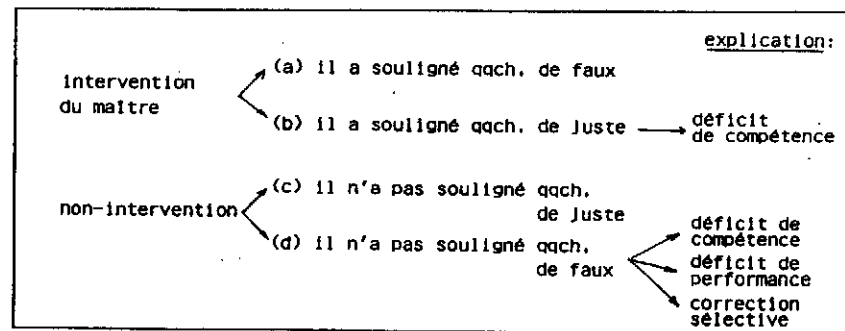 explication:
(a) il a souligné qqch. de faux
intervention
du maître
(b) il a souligné qqch. de juste
déficit
de compétence
(c) il n'a pas souligné qqch.
de juste
non-intervention
(d) il n'a pas souligné qqch.
de faux
déficit de
compétence
déficit de
performance
correction
sélective